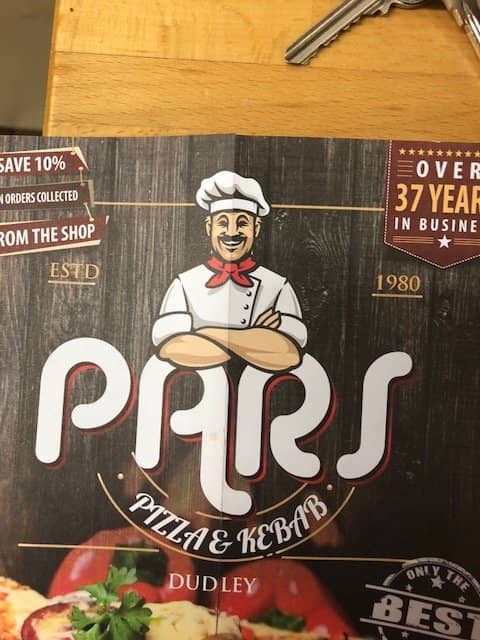 SAVE 10%
ORDERS COLLECTED
FROM THE SHOP
OVER
37 YEAR
IN BUSINE
ESTD
1980
PARS
PIZZA & KEBAB
DUDLEY
ONLY THE
BEST